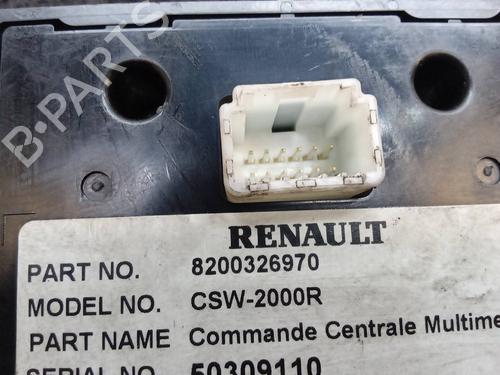 B-PARTS
RENAULT
PART NO. 8200326970
MODEL NO. CSW-2000R
PART NAME Commande Centrale Multime
SERIAL NO. 50309110